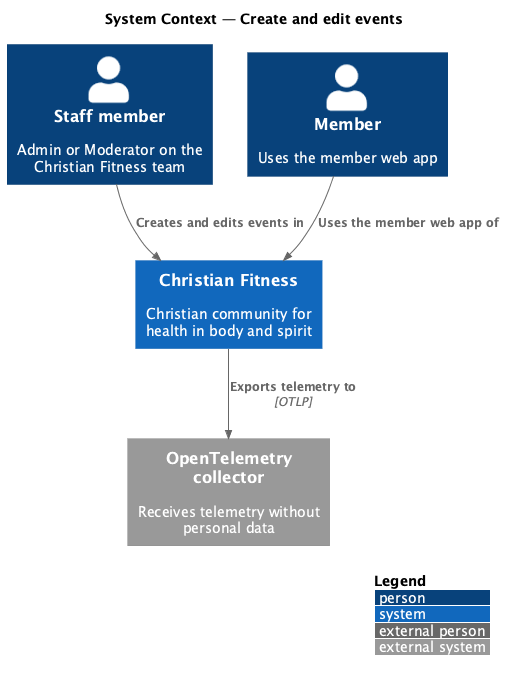 System Context — Create and edit events
Staff member
Admin or Moderator on the
Christian Fitness team
Member
Uses the member web app
Creates and edits events in
Uses the member web app of
Christian Fitness
Christian community for
health in body and spirit
Exports telemetry to
[OTLP]
OpenTelemetry
collector
Receives telemetry without
personal data
Legend
person
system
external person
external system